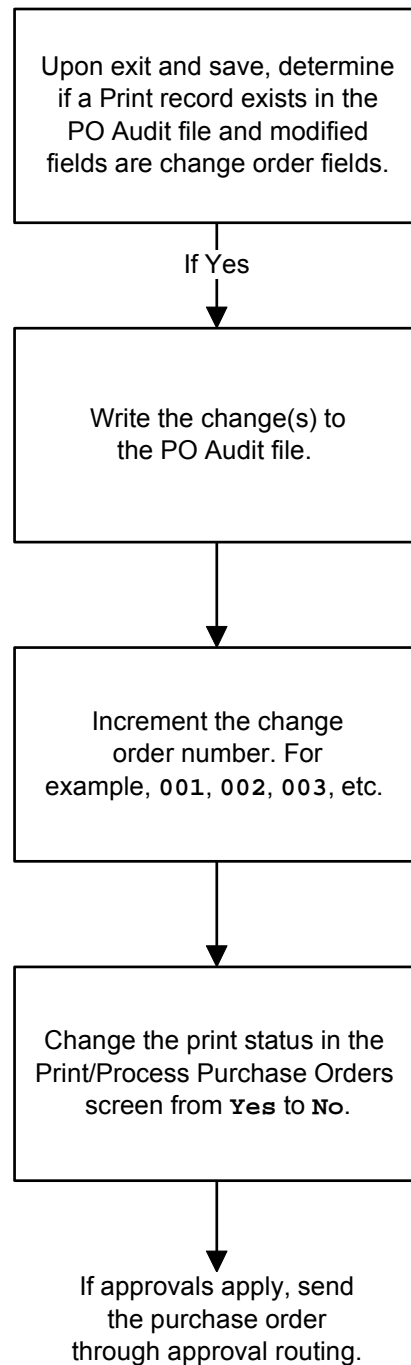 Upon exit and save, determine
if a Print record exists in the
PO Audit file and modified
fields are change order fields.
If Yes
Write the change(s) to
the PO Audit file.
Increment the change
order number. For
example, 001, 002, 003, etc.
Change the print status in the
Print/Process Purchase Orders
screen from Yes to No.
If approvals apply, send
the purchase order
through approval routing.